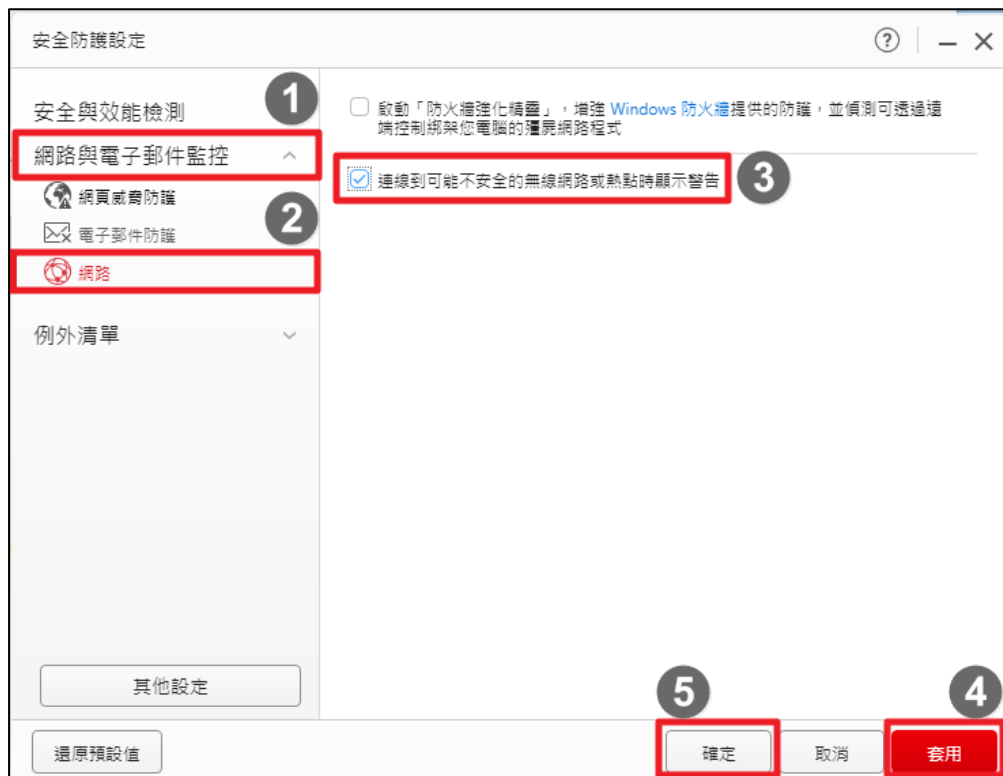 安全防護設定
安全與效能檢測
1
網路與電子郵件監控
網頁威脅防護
2
電子郵件防護
網路
例外清單
其他設定
還原預設值
啟動「防火牆強化精靈」，增強 Windows 防火牆提供的防護，並偵測可透過遠
端控制綁架您電腦的殭屍網路程式
連線到可能不安全的無線網路或熱點時顯示警告
3
5
4
確定
取消
套用